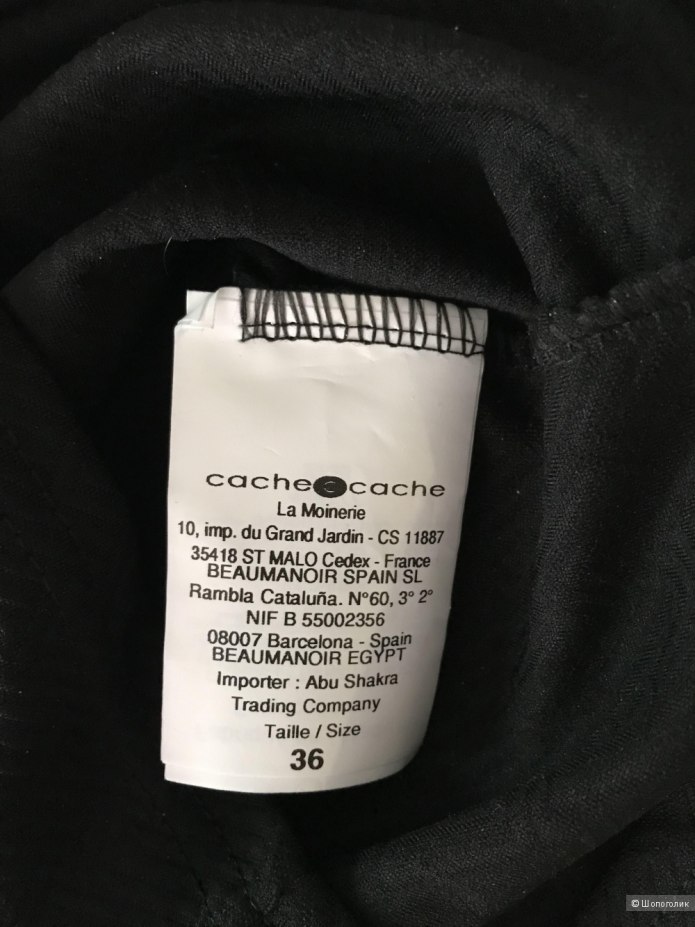 cache cache
La Moinerie
10, imp. du Grand Jardin - CS 11887
35418 ST MALO Cedex - France
BEAUMANOIR SPAIN SL
Rambla Cataluña. N°60, 3° 2°
NIF B 55002356
08007 Barcelona - Spain
BEAUMANOIR EGYPT
Importer : Abu Shakra
Trading Company
Taille / Size
36
© Шопоголик